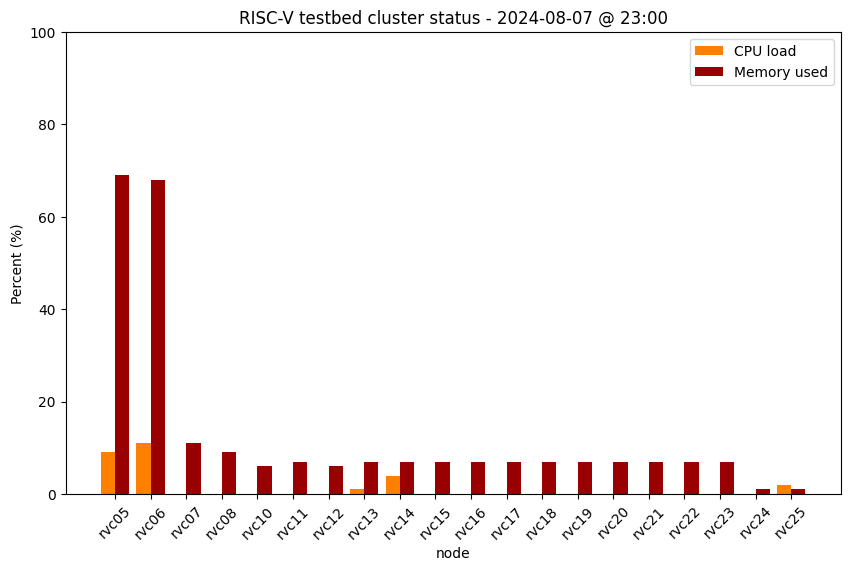 RISC-V testbed cluster status - 2024-08-07 @ 23:00
CPU load
Memory used
Percent (%)
100
80
60
40
20
0
rvc05 rvc06 rvc07 rvc08 rvc10 rvc11 rvc12 rvc13 rvc14 rvc15 rvc16 rvc17 rvc18 rvc19 rvc20 rvc21 rvc22 rvc23 rvc24 rvc25
node